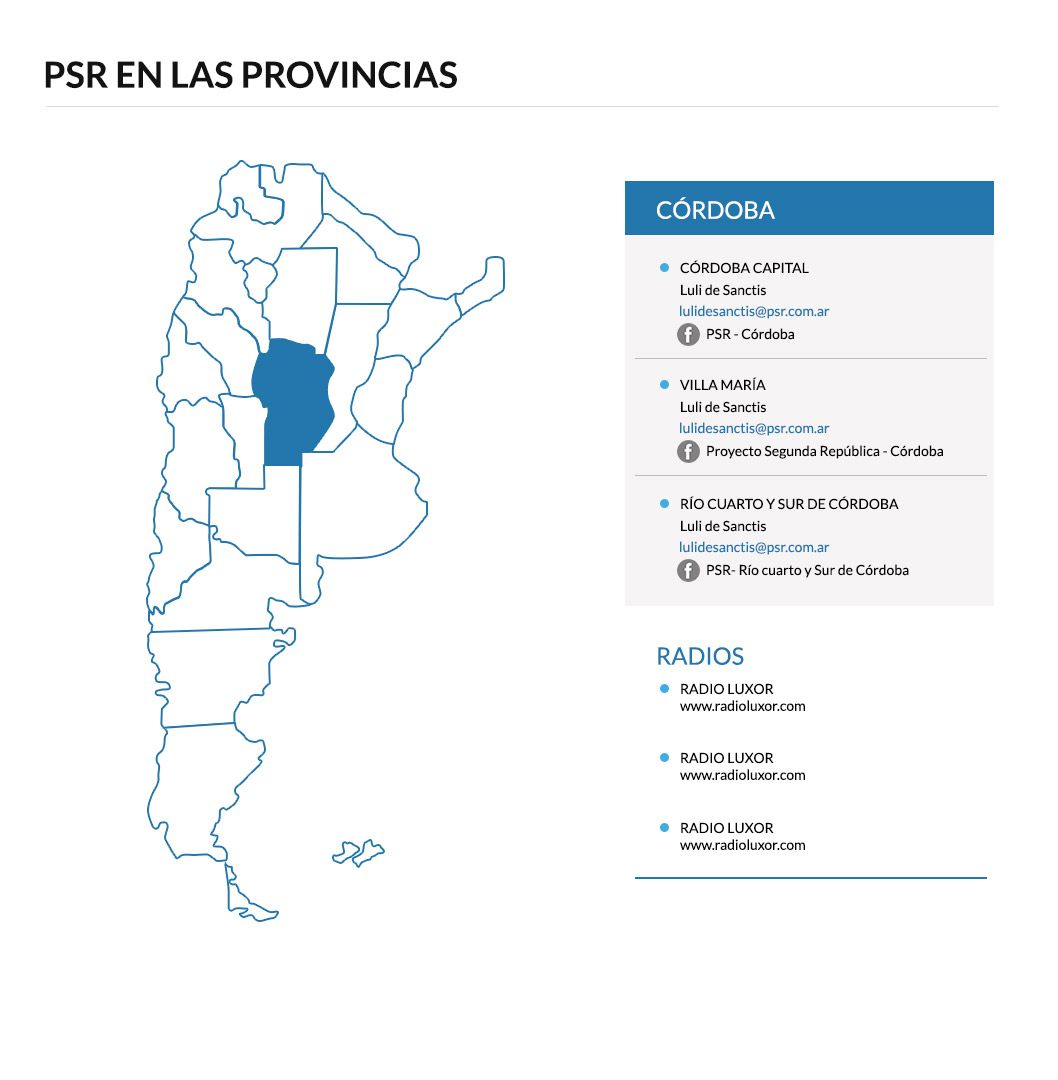 PSR EN LAS PROVINCIAS
CÓRDOBA
CÓRDOBA CAPITAL
Luli de Sanctis
lulidesanctis@psr.com.ar
PSR - Córdoba
VILLA MARÍA
Luli de Sanctis
lulidesanctis@psr.com.ar
Proyecto Segunda República - Córdoba
RÍO CUARTO Y SUR DE CÓRDOBA
Luli de Sanctis
lulidesanctis@psr.com.ar
PSR- Río cuarto y Sur de Córdoba
RADIOS
RADIO LUXOR
www.radioluxor.com
RADIO LUXOR
www.radioluxor.com
RADIO LUXOR
www.radioluxor.com